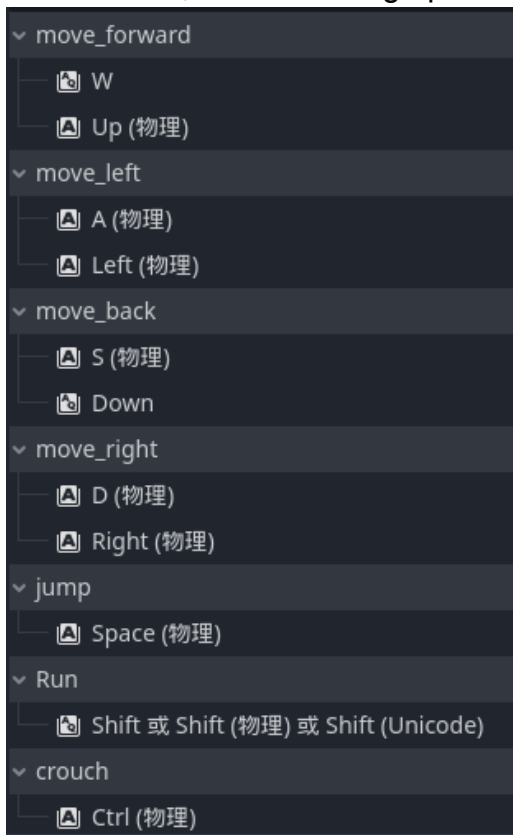 move_forward
W
Up (物理)
move_left
A (物理)
Left (物理)
move_back
S (物理)
Down
move_right
D (物理)
Right (物理)
jump
Space (物理)
Run
Shift 或 Shift (物理) 或 Shift (Unicode)
crouch
Ctrl (物理)